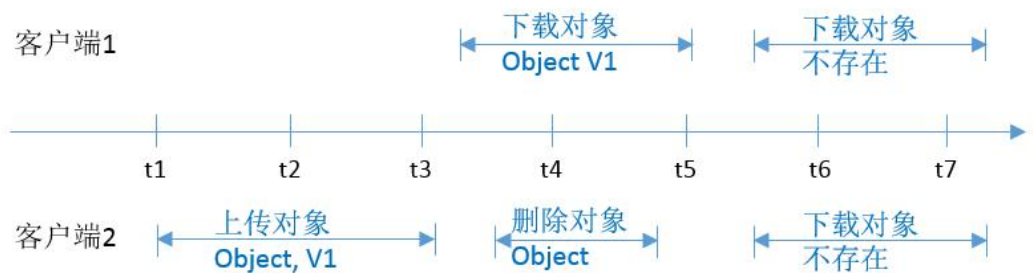 客户端1
下载对象
Object V1
下载对象
不存在
t1 t2 t3 t4 t5 t6 t7
客户端2
上传对象
Object, V1
删除对象
Object
下载对象
不存在